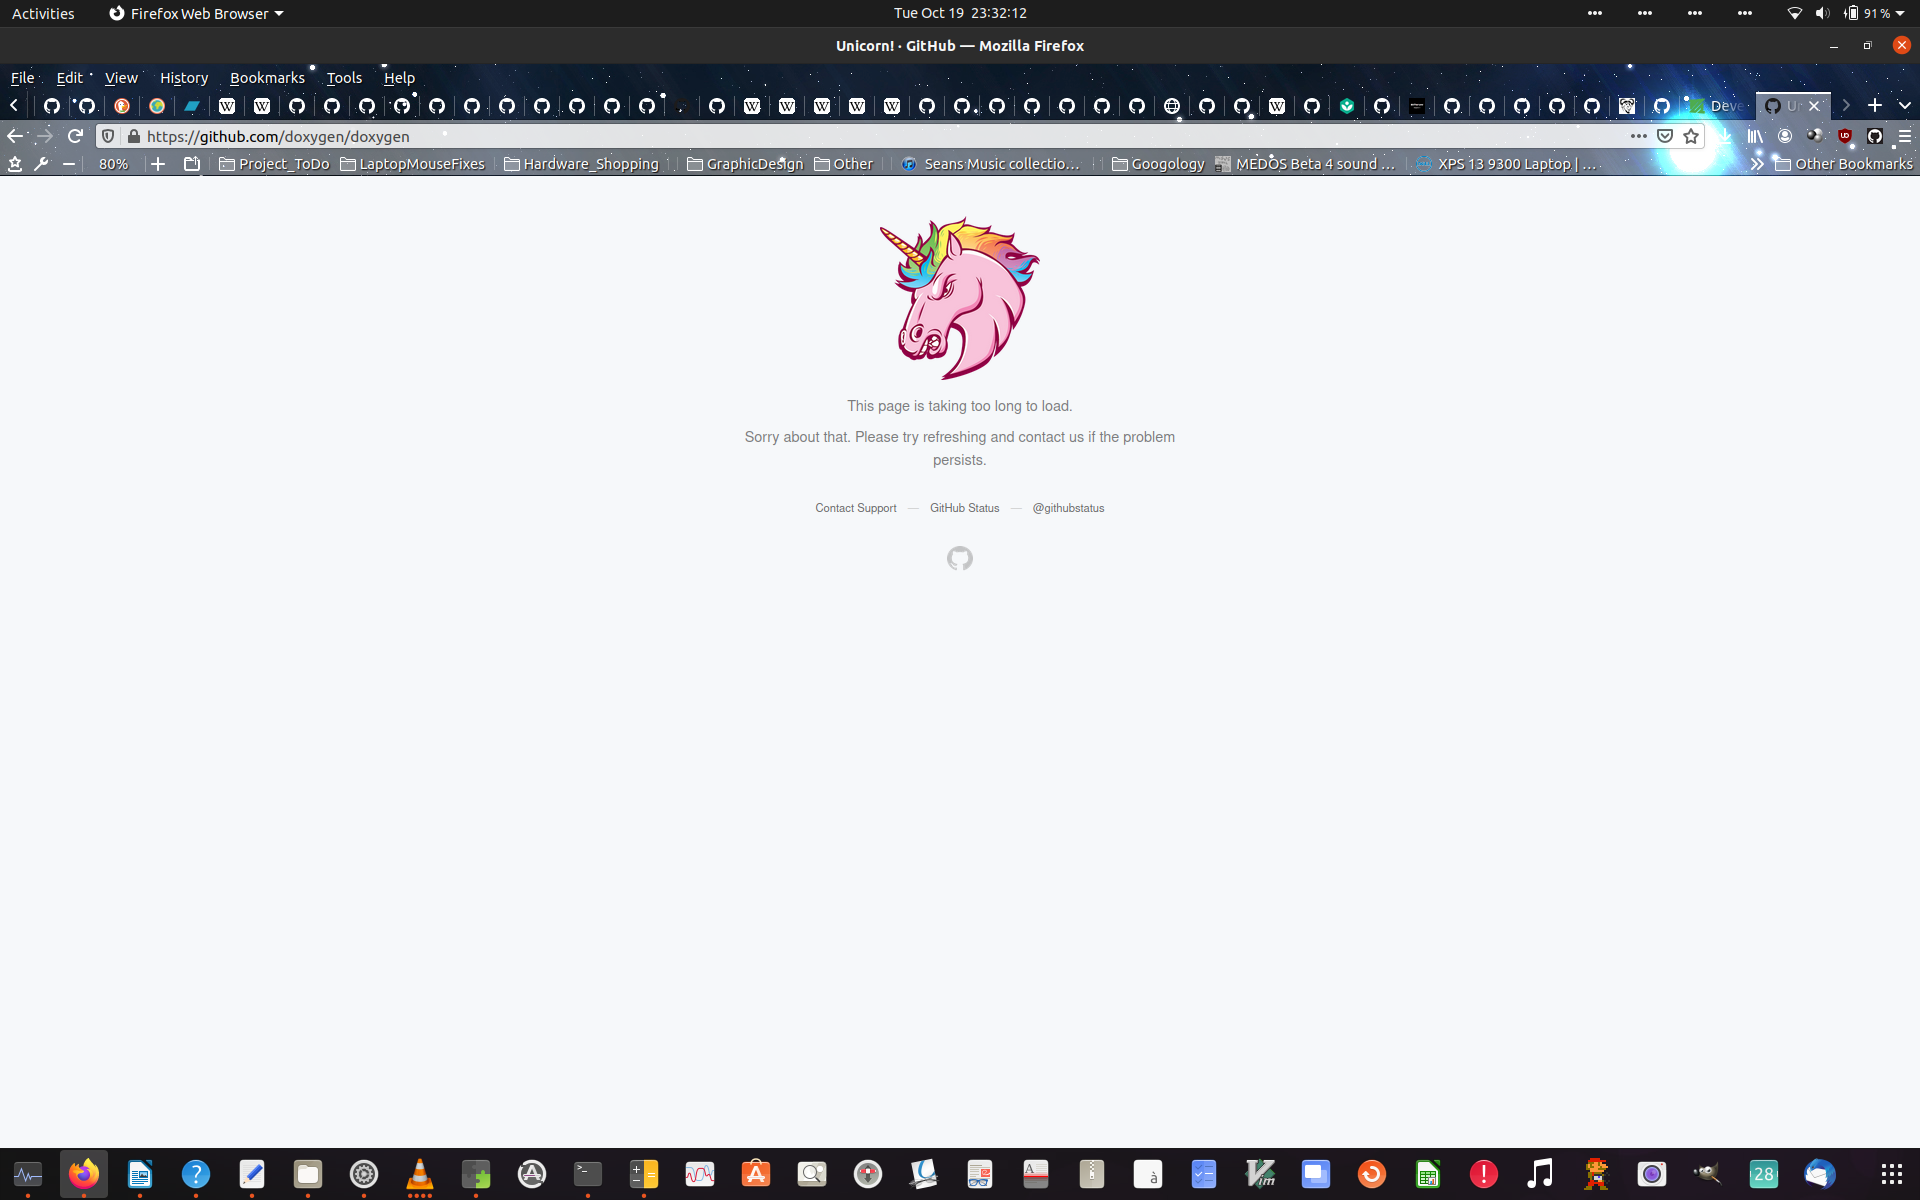 Activities Firefox Web Browser Tue Oct 19 23:32:12 91%
Unicorn! · GitHub — Mozilla Firefox
File Edit View History Bookmarks Tools Help
Deve
https://github.com/doxygen/doxygen
80% Project_ToDo LaptopMouseFixes Hardware_Shopping GraphicDesign Other Seans Music collectio... Googology MEDOS Beta 4 sound ... XPS 13 9300 Laptop | ... Other Bookmarks
This page is taking too long to load.
Sorry about that. Please try refreshing and contact us if the problem
persists.
Contact Support — GitHub Status — @githubstatus
28